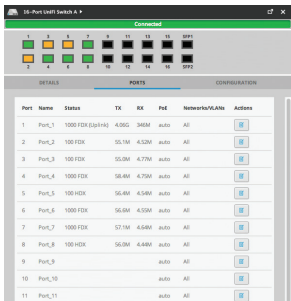 16-Port UniFi Switch A
Connected
1 3 5 7 9 11 13 15 SFP1
2 4 6 8 10 12 14 16 SFP2
DETAILS PORTS CONFIGURATION
Port Name Status TX RX PoE Networks/VLANs Actions
1 Port_1 1000 FDX (Uplink) 4.06G 346M auto All
2 Port_2 100 FDX 55.1M 4.52M auto All
3 Port_3 100 FDX 55.0M 4.77M auto All
4 Port_4 1000 FDX 58.4M 4.75M auto All
5 Port_5 100 HDX 56.4M 4.54M auto All
6 Port_6 1000 FDX 56.6M 4.55M auto All
7 Port_7 1000 FDX 57.1M 4.64M auto All
8 Port_8 100 HDX 56.0M 4.44M auto All
9 Port_9 auto All
10 Port_10 auto All
11 Port_11 auto All